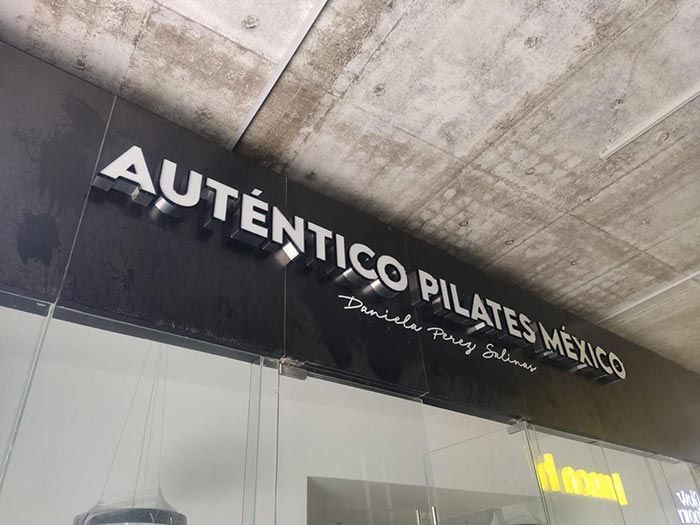 AUTÉNTICO PILATES MÉXICO
Daniela Perez Salinas